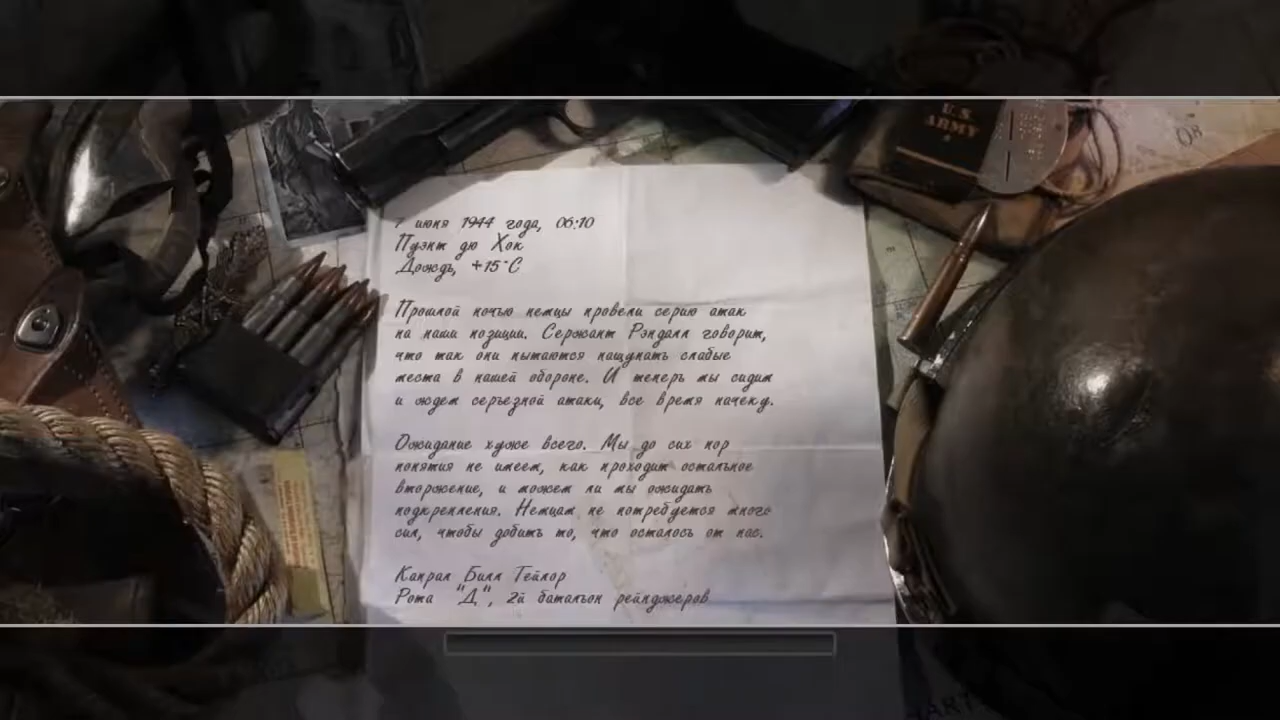 U.S.
ARMY
7 июня 1944 года, 06:10
Пуэнт дю Хок
Дождь, +15°C
Прошлой ночью немцы провели серию атак
на наши позиции. Сержант Рэндалл говорит,
что так они пытаются нащупать слабые
места в нашей обороне. И теперь мы сидим
и ждем серьезной атаки, все время начеку.
Ожидание хуже всего. Мы до сих пор
понятия не имеем, как проходит остальное
вторжение, и можем ли мы ожидать
подкрепления. Немцам не потребуется много
сил, чтобы добить то, что осталось от нас.
Капрал Билл Тейлор
Рота "Д", 2й батальон рейнджеров